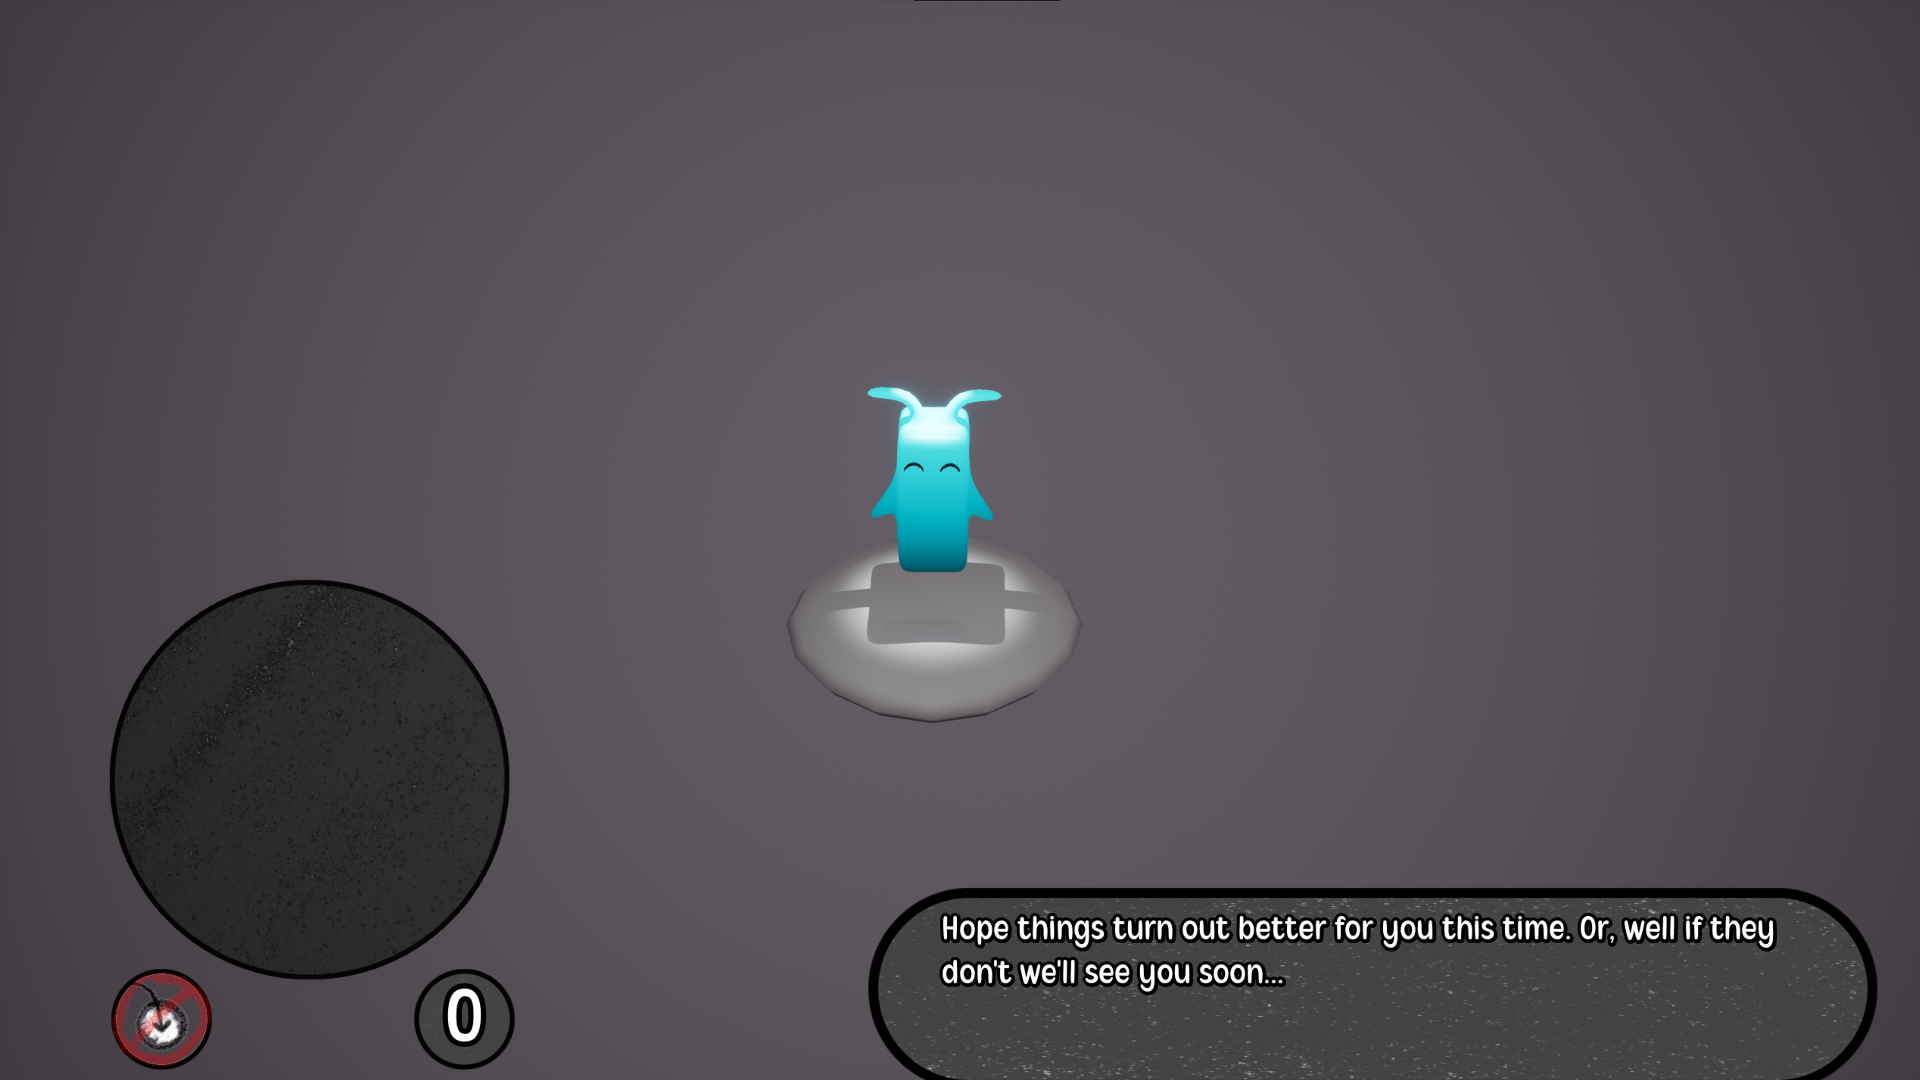 Hope things turn out better for you this time. Or, well if they
don't we'll see you soon...
0